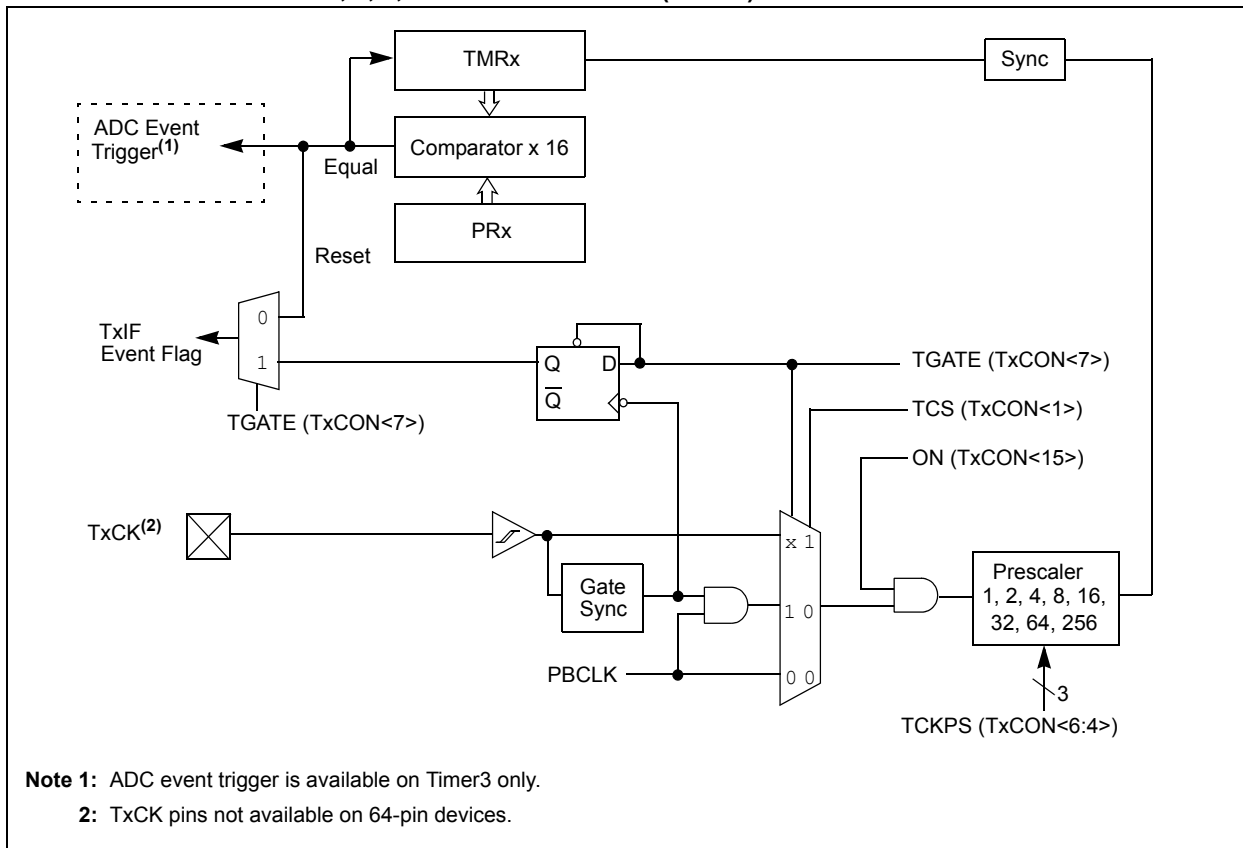 TMRx
Sync
ADC Event
Trigger(1)
Equal
Comparator x 16
PRx
Reset
0
TxIF
Event Flag
1
Q
D
Q
TGATE (TxCON<7>)
TGATE (TxCON<7>)
TCS (TxCON<1>)
ON (TxCON<15>)
TxCK(2)
x 1
Gate
Sync
1 0
Prescaler
1, 2, 4, 8, 16,
32, 64, 256
PBCLK
0 0
3
TCKPS (TxCON<6:4>)
Note 1: ADC event trigger is available on Timer3 only.
2: TxCK pins not available on 64-pin devices.